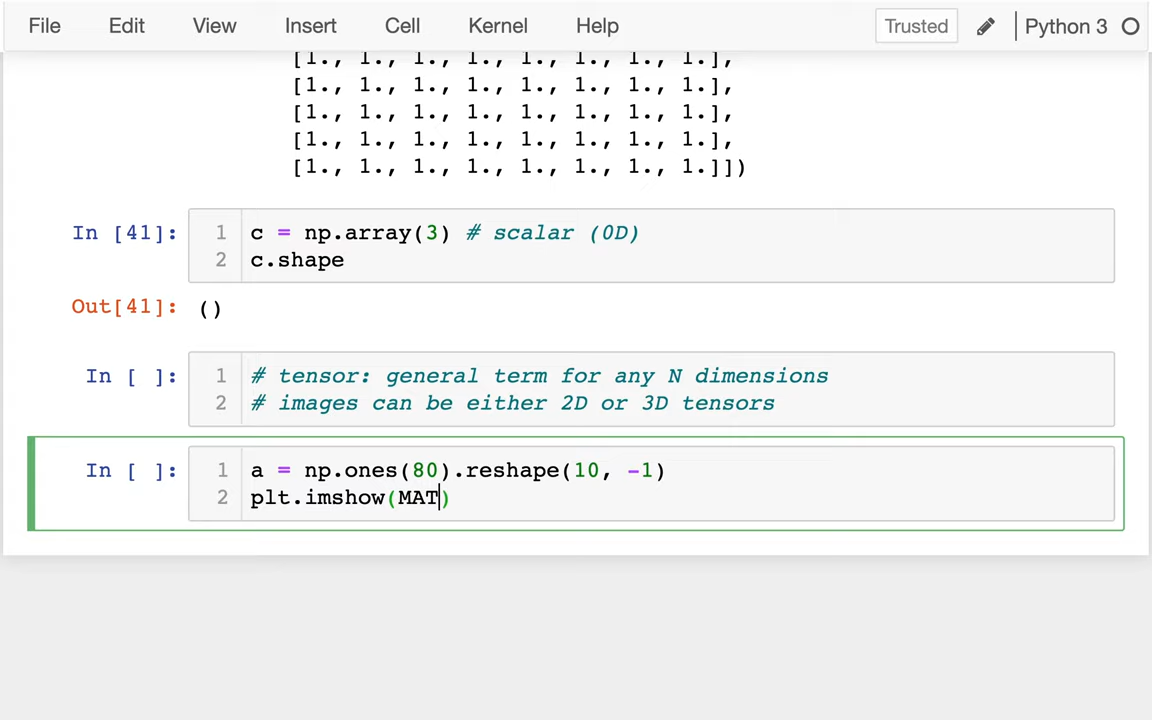 File Edit View Insert Cell Kernel Help Trusted Python 3
[1., 1., 1., 1., 1., 1., 1., 1.],
[1., 1., 1., 1., 1., 1., 1., 1.],
[1., 1., 1., 1., 1., 1., 1., 1.],
[1., 1., 1., 1., 1., 1., 1., 1.],
[1., 1., 1., 1., 1., 1., 1., 1.]])
In [41]: 1 c = np.array(3) # scalar (0D)
2 c.shape
Out[41]: ()
In [ ]: 1 # tensor: general term for any N dimensions
2 # images can be either 2D or 3D tensors
In [ ]: 1 a = np.ones(80).reshape(10, -1)
2 plt.imshow(MAT)